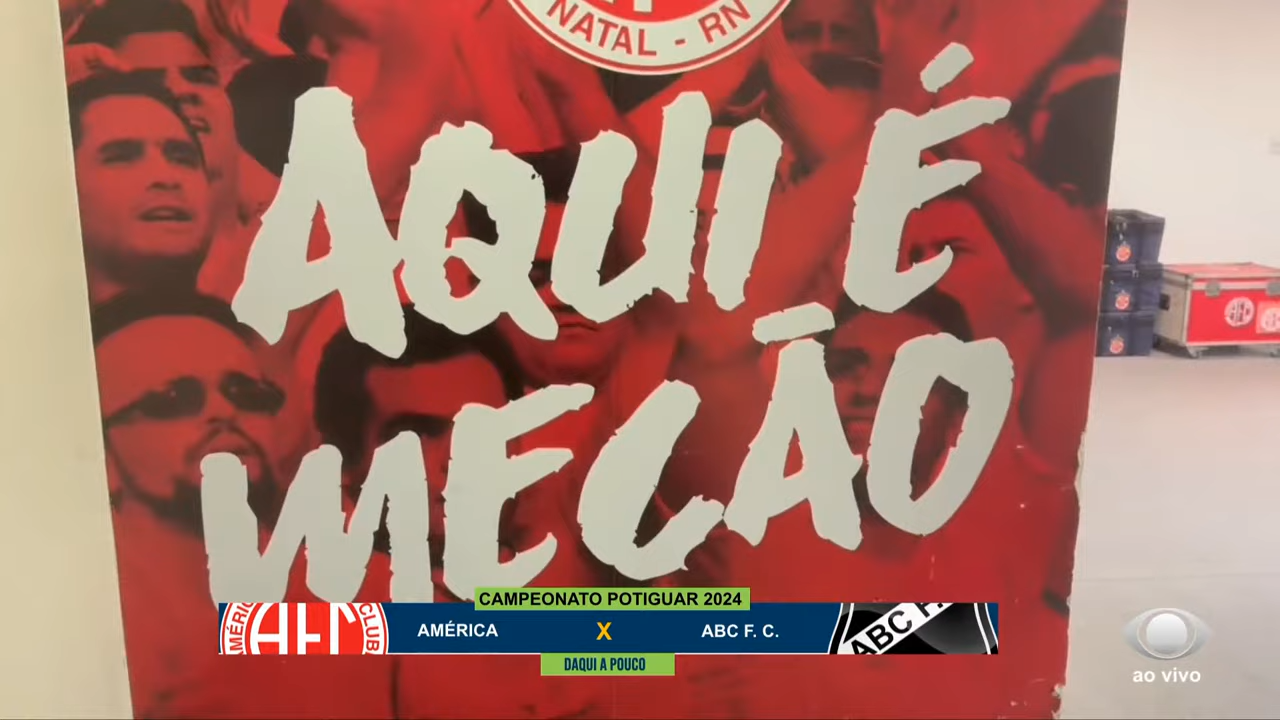 NATAL - RN
AQUI É
MECÃO
CAMPEONATO POTIGUAR 2024
AMÉRICA X ABC F. C.
DAQUI A POUCO
ao vivo